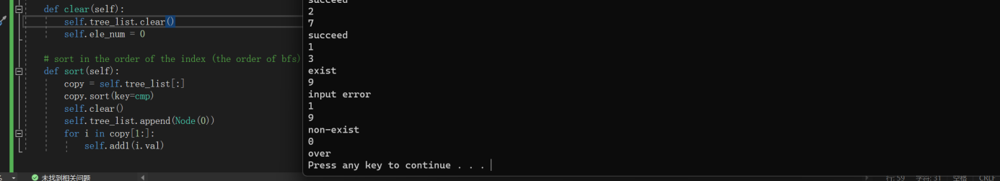 def clear(self):
self.tree_list.clear()
self.ele_num = 0
# sort in the order of the index (the order of bfs)
def sort(self):
copy = self.tree_list[:]
copy.sort(key=cmp)
self.clear()
self.tree_list.append(Node(0))
for i in copy[1:]:
self.add1(i.val)
未找到相关问题
succeed
2
7
succeed
1
3
exist
9
input error
1
9
non-exist
0
over
Press any key to continue . . .
行: 59 字符: 31 空格 CRLF